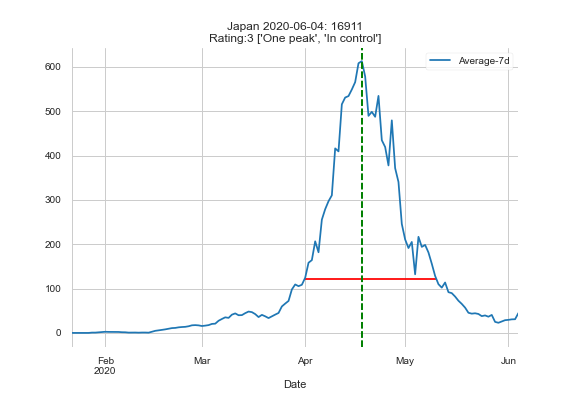 Japan 2020-06-04: 16911
Rating:3 ['One peak', 'In control']
Average-7d
600
500
400
300
200
100
0
Feb
2020
Mar
Apr
May
Jun
Date